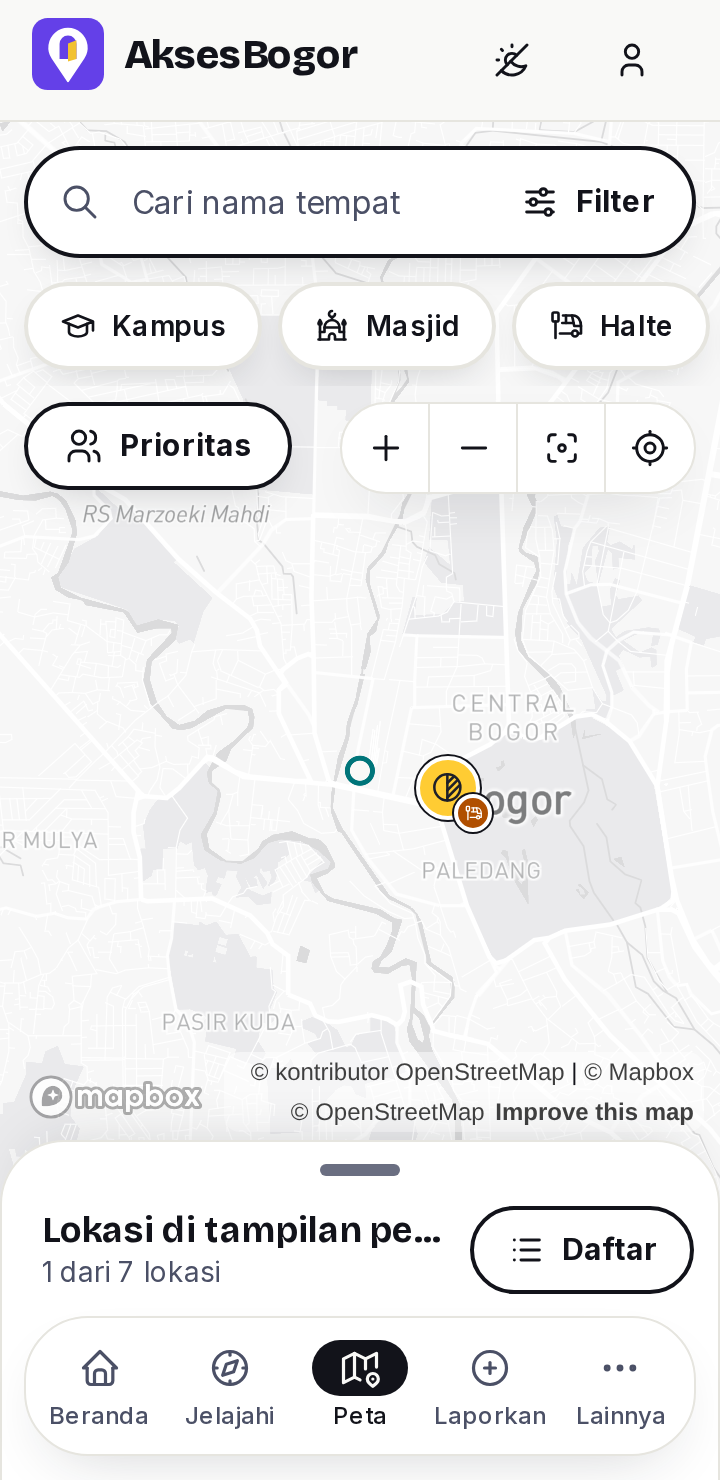 AksesBogor
Cari nama tempat
Filter
Kampus
Masjid
Halte
Prioritas
RS Marzoeki Mahdi
CENTRAL
BOGOR
ogor
R MULYA
PALEDANG
PASIR KUDA
mapbox
© kontributor OpenStreetMap | © Mapbox
© OpenStreetMap Improve this map
Lokasi di tampilan pe...
1 dari 7 lokasi
Daftar
Beranda
Jelajahi
Peta
Laporkan
Lainnya